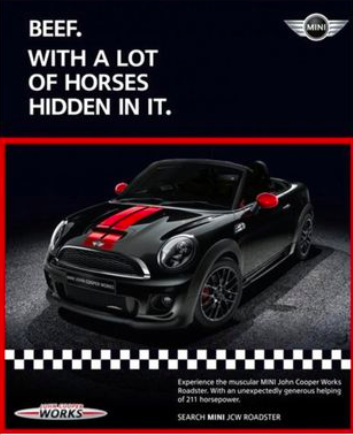 BEEF.
WITH A LOT
OF HORSES
HIDDEN IN IT.
MINI
MINI JOHN COOPER WORKS
Experience the muscular MINI John Cooper Works
Roadster. With an unexpectedly generous helping
of 211 horsepower.
SEARCH MINI JCW ROADSTER
John Cooper
WORKS